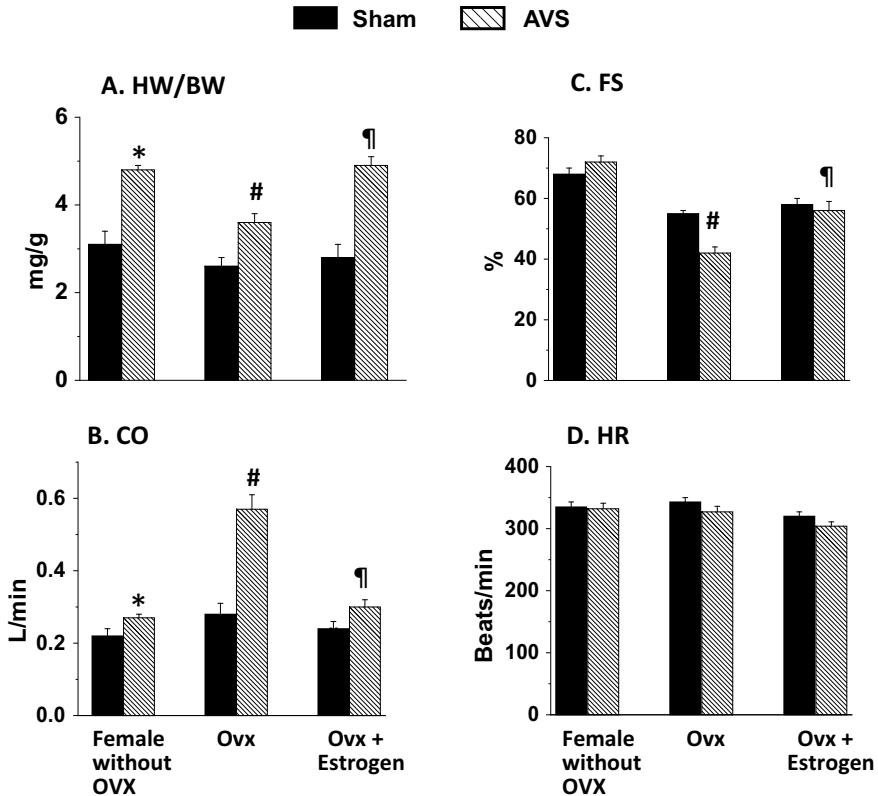 Sham
AVS
A. HW/BW
6
4
2
0
mg/g
*
#
¶
C. FS
80
60
40
20
0
%
#
¶
B. CO
0.6
0.4
0.2
0.0
L/min
*
#
¶
Female
without
OVX
Ovx
Ovx +
Estrogen
D. HR
400
300
200
100
0
Beats/min
Female
without
OVX
Ovx
Ovx +
Estrogen